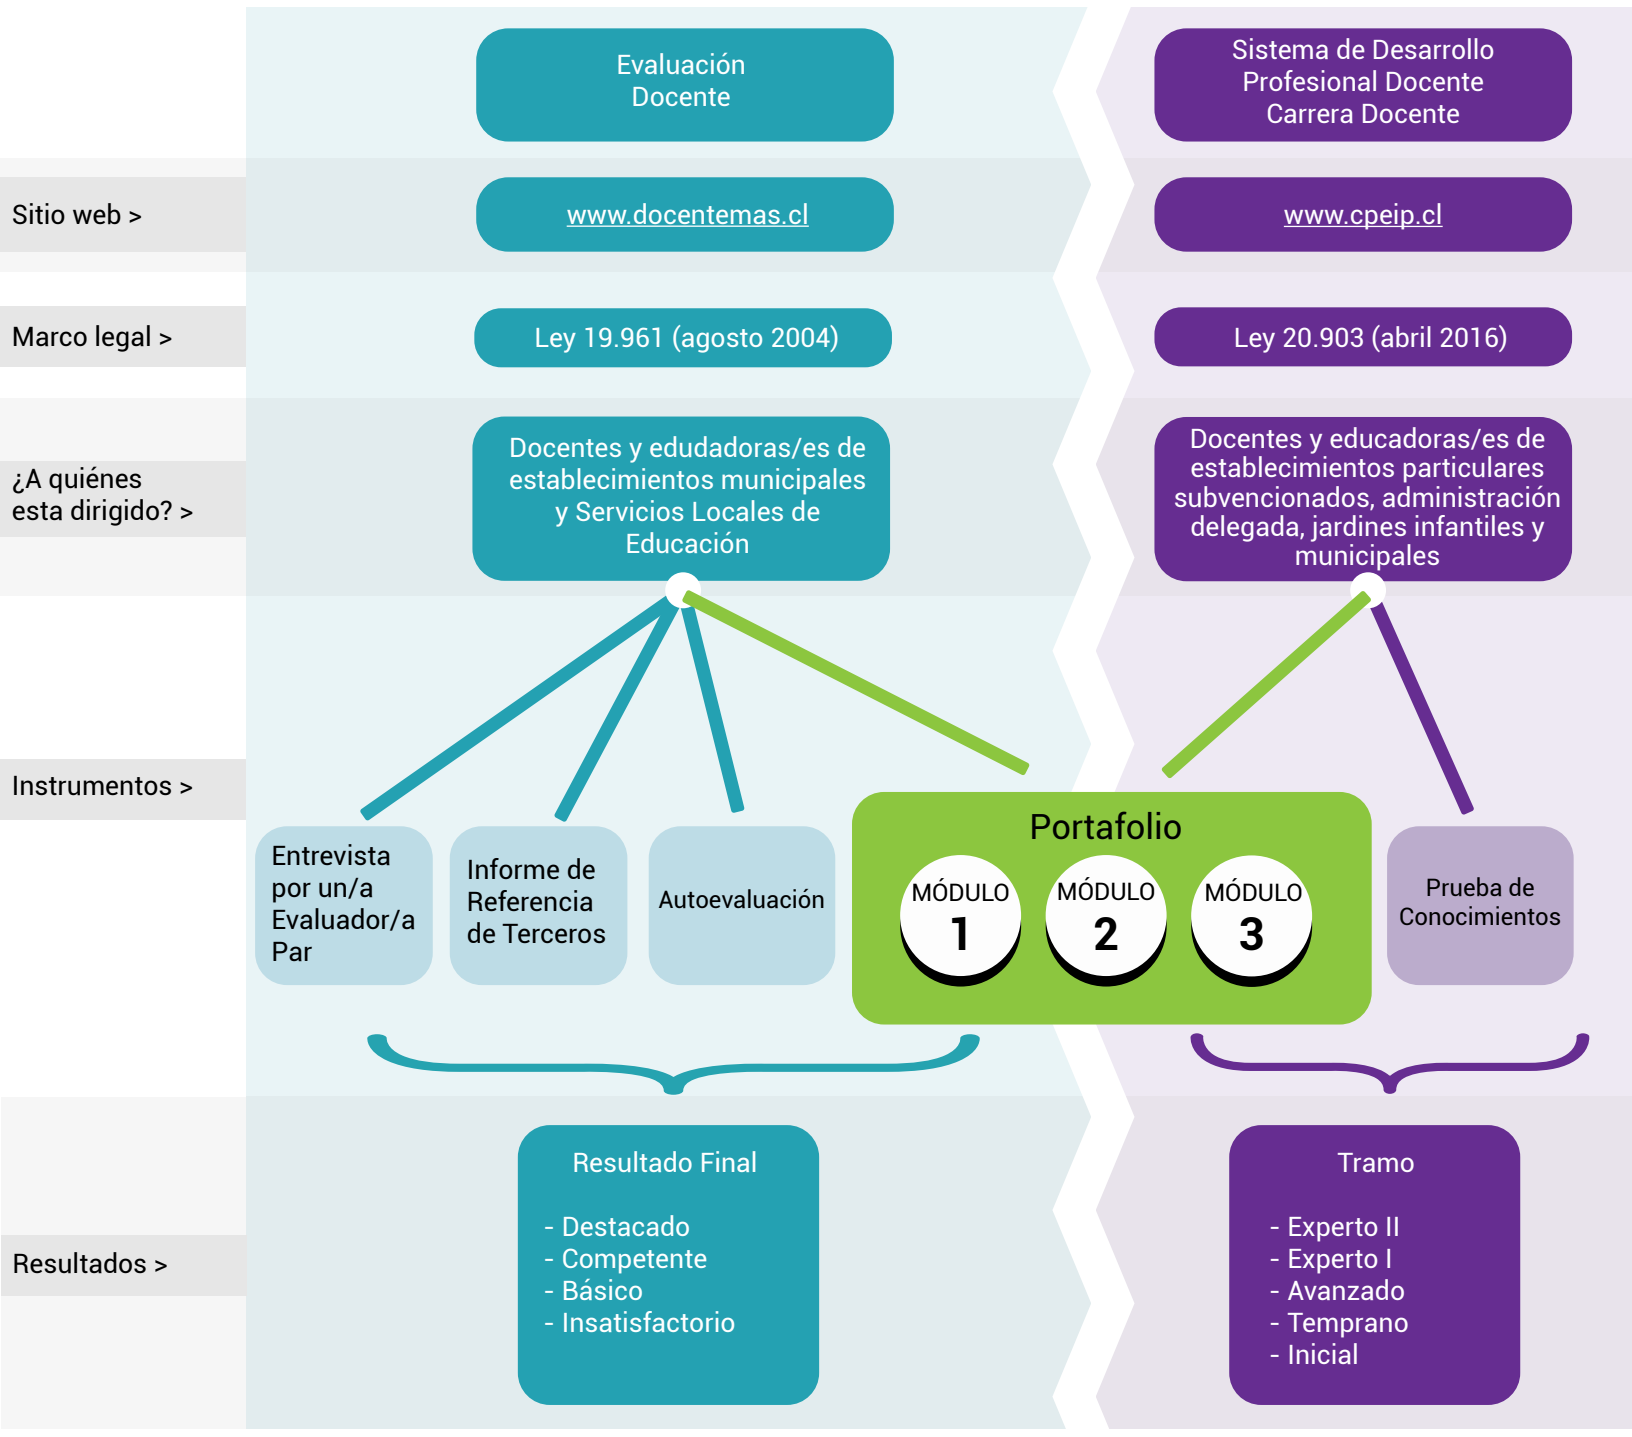 Evaluación
Docente
Sistema de Desarrollo
Profesional Docente
Carrera Docente
Sitio web >
www.docentemas.cl
www.cpeip.cl
Marco legal >
Ley 19.961 (agosto 2004)
Ley 20.903 (abril 2016)
¿A quiénes
esta dirigido? >
Docentes y edudadoras/es de
establecimientos municipales
y Servicios Locales de
Educación
Docentes y educadoras/es de
establecimientos particulares
subvencionados, administración
delegada, jardines infantiles y
municipales
Instrumentos >
Entrevista
por un/a
Evaluador/a
Par
Informe de
Referencia
de Terceros
Autoevaluación
Portafolio
MÓDULO
1
MÓDULO
2
MÓDULO
3
Prueba de
Conocimientos
Resultados >
Resultado Final
- Destacado
- Competente
- Básico
- Insatisfactorio
Tramo
- Experto II
- Experto I
- Avanzado
- Temprano
- Inicial